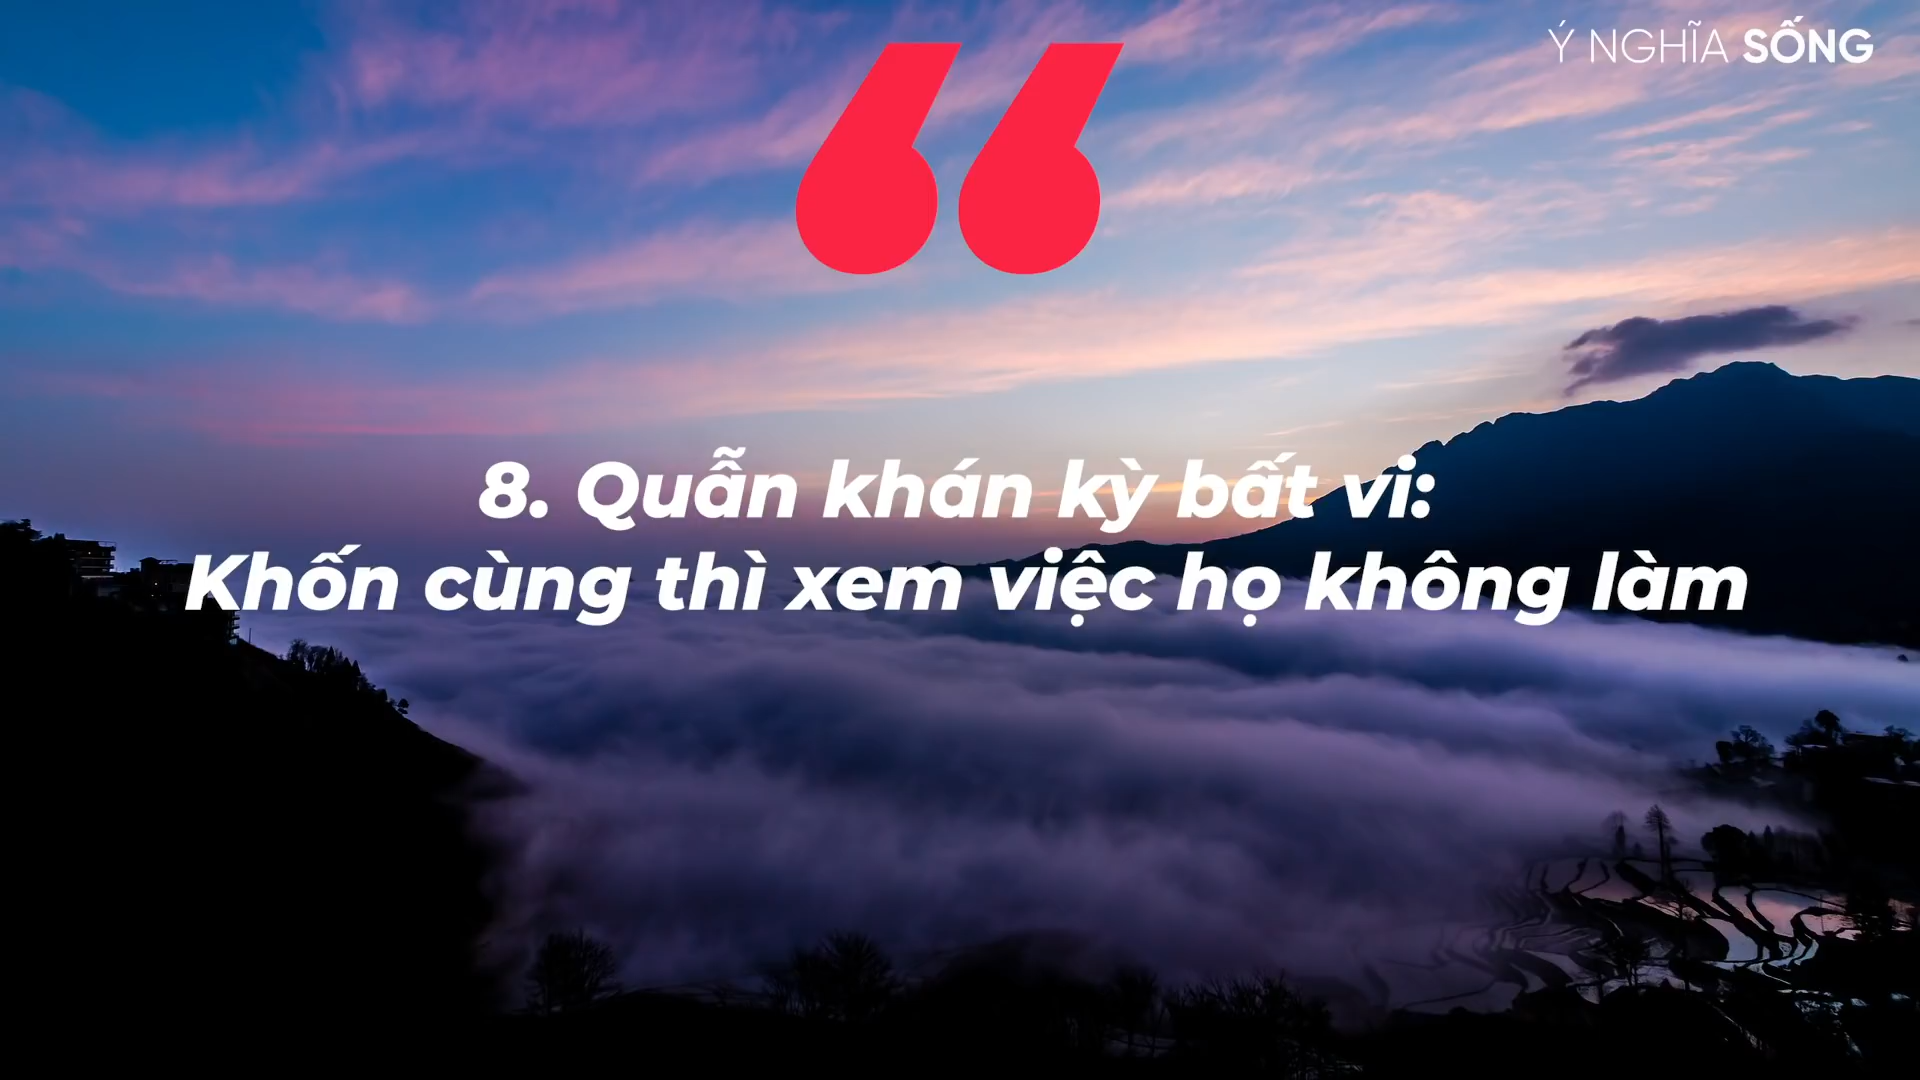 Ý NGHĨA SỐNG
8. Quẫn khán kỳ bất vi:
Khốn cùng thì xem việc họ không làm